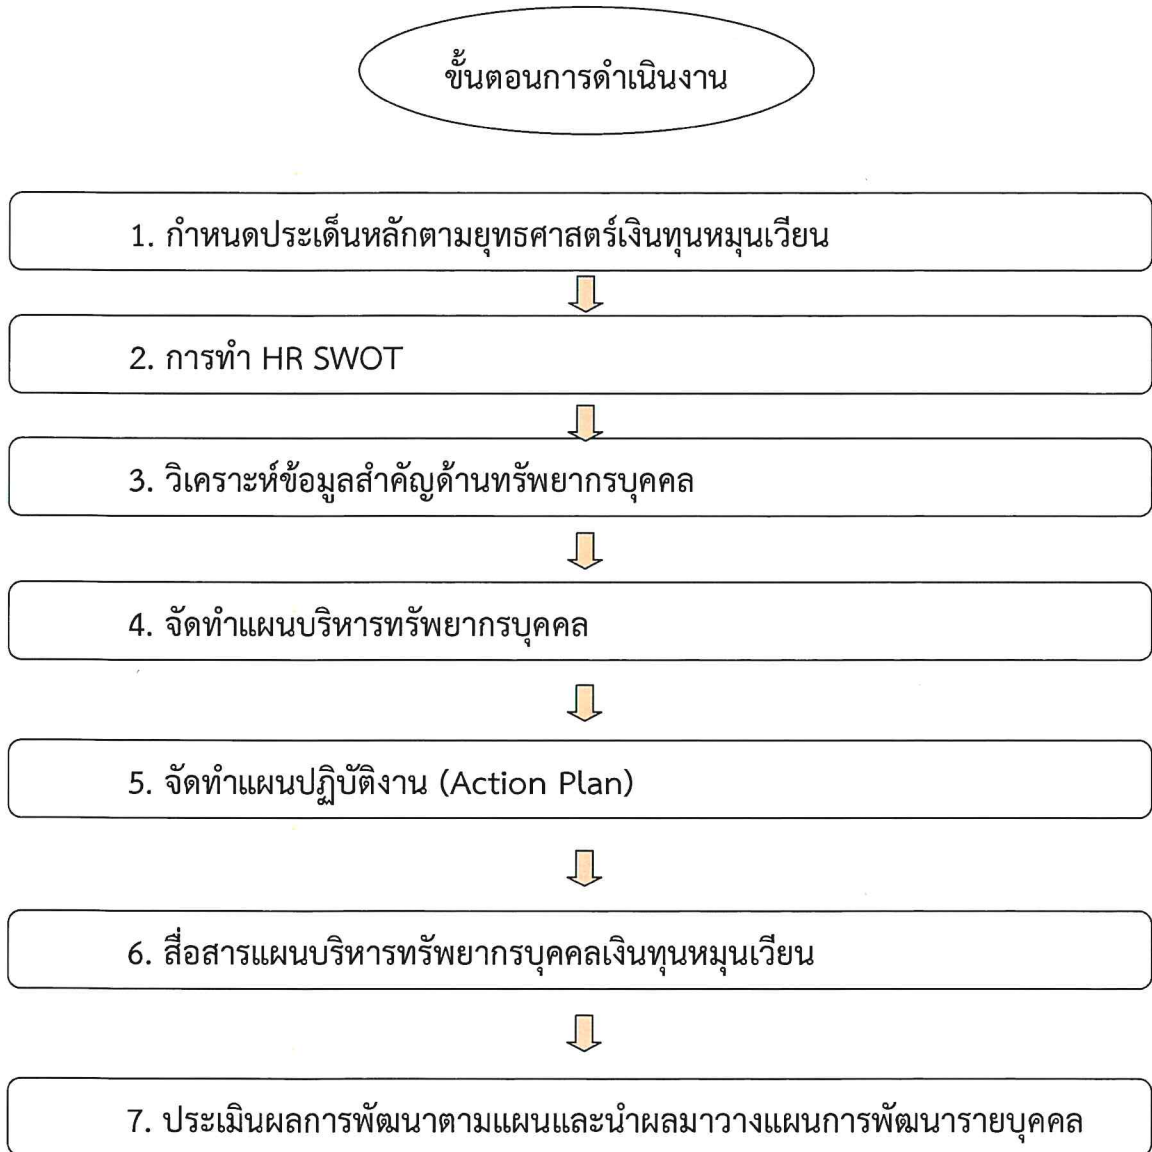 ขั้นตอนการดำเนินงาน
1. กำหนดประเด็นหลักตามยุทธศาสตร์เงินทุนหมุนเวียน
2. การทำ HR SWOT
3. วิเคราะห์ข้อมูลสำคัญด้านทรัพยากรบุคคล
4. จัดทำแผนบริหารทรัพยากรบุคคล
5. จัดทำแผนปฏิบัติงาน (Action Plan)
6. สื่อสารแผนบริหารทรัพยากรบุคคลเงินทุนหมุนเวียน
7. ประเมินผลการพัฒนาตามแผนและนำผลมาวางแผนการพัฒนารายบุคคล